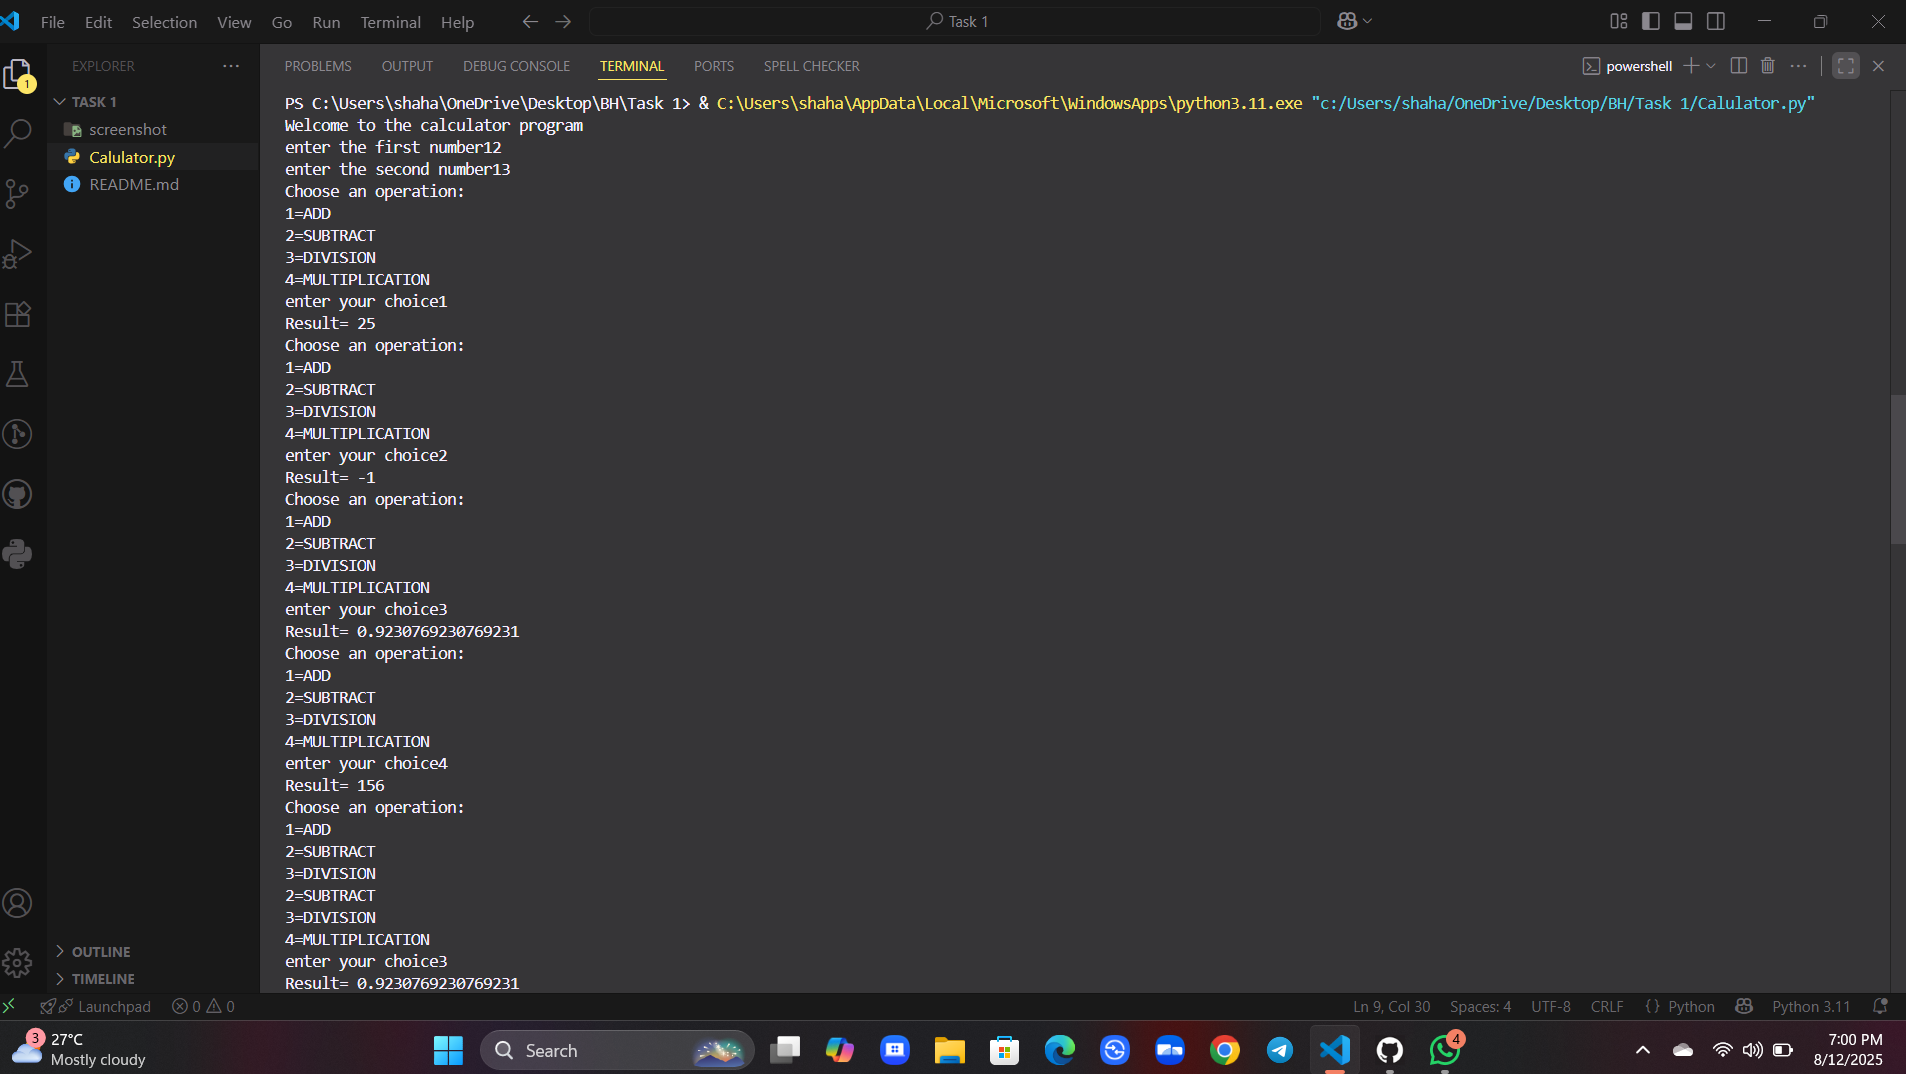 File Edit Selection View Go Run Terminal Help
Task 1
1
EXPLORER
TASK 1
screenshot
Calulator.py
README.md
OUTLINE
TIMELINE
PROBLEMS OUTPUT DEBUG CONSOLE TERMINAL PORTS SPELL CHECKER
powershell
PS C:\Users\shaha\OneDrive\Desktop\BH\Task 1> & C:\Users\shaha\AppData\Local\Microsoft\WindowsApps\python3.11.exe "c:/Users/shaha/OneDrive/Desktop/BH/Task 1/Calulator.py"
Welcome to the calculator program
enter the first number12
enter the second number13
Choose an operation:
1=ADD
2=SUBTRACT
3=DIVISION
4=MULTIPLICATION
enter your choice1
Result= 25
Choose an operation:
1=ADD
2=SUBTRACT
3=DIVISION
4=MULTIPLICATION
enter your choice2
Result= -1
Choose an operation:
1=ADD
2=SUBTRACT
3=DIVISION
4=MULTIPLICATION
enter your choice3
Result= 0.9230769230769231
Choose an operation:
1=ADD
2=SUBTRACT
3=DIVISION
4=MULTIPLICATION
enter your choice4
Result= 156
Choose an operation:
1=ADD
2=SUBTRACT
3=DIVISION
2=SUBTRACT
3=DIVISION
4=MULTIPLICATION
enter your choice3
Result= 0.9230769230769231
Launchpad 0 0
Ln 9, Col 30 Spaces: 4 UTF-8 CRLF {} Python Python 3.11
3
27°C
Mostly cloudy
Search
4
7:00 PM
8/12/2025